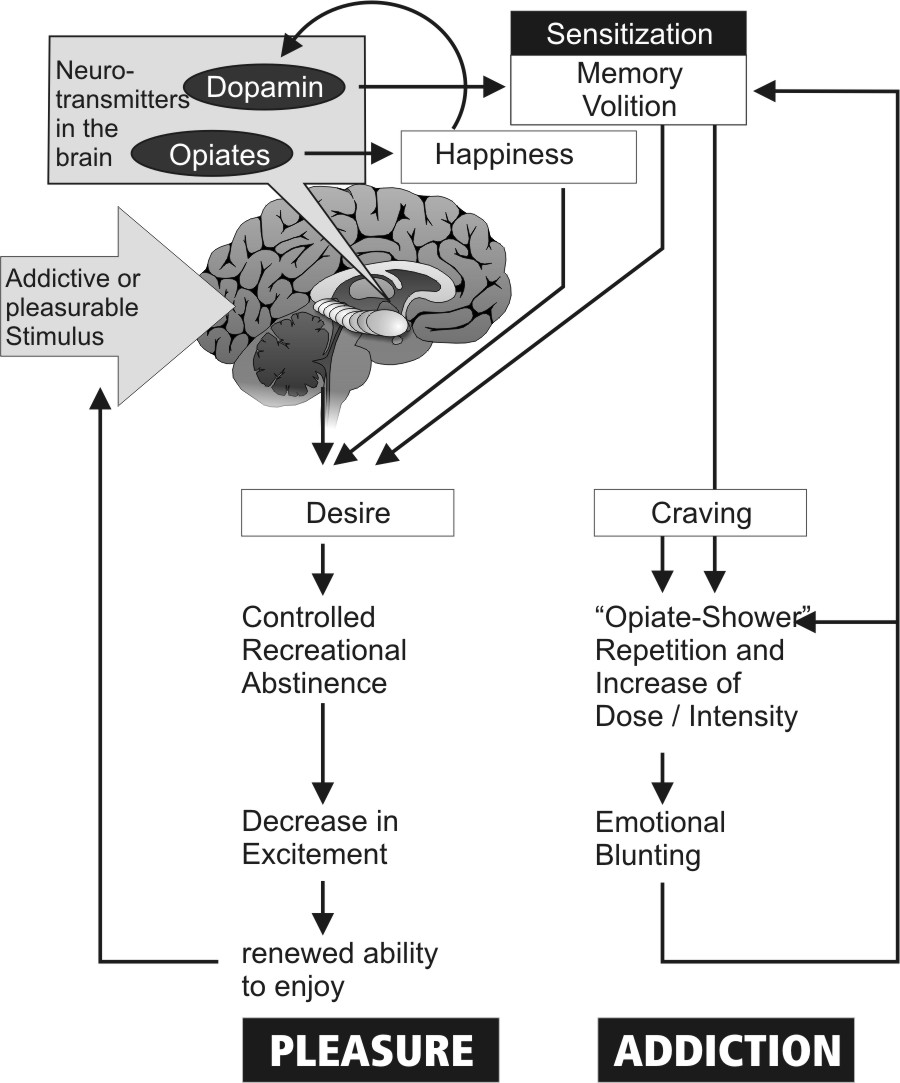 Sensitization
Memory
Volition
Neuro-
transmitters
in the
brain
Dopamin
Opiates
Happiness
Addictive or
pleasurable
Stimulus
Desire
Controlled
Recreational
Abstinence
Decrease in
Excitement
renewed ability
to enjoy
PLEASURE
Craving
“Opiate-Shower”
Repetition and
Increase of
Dose / Intensity
Emotional
Blunting
ADDICTION